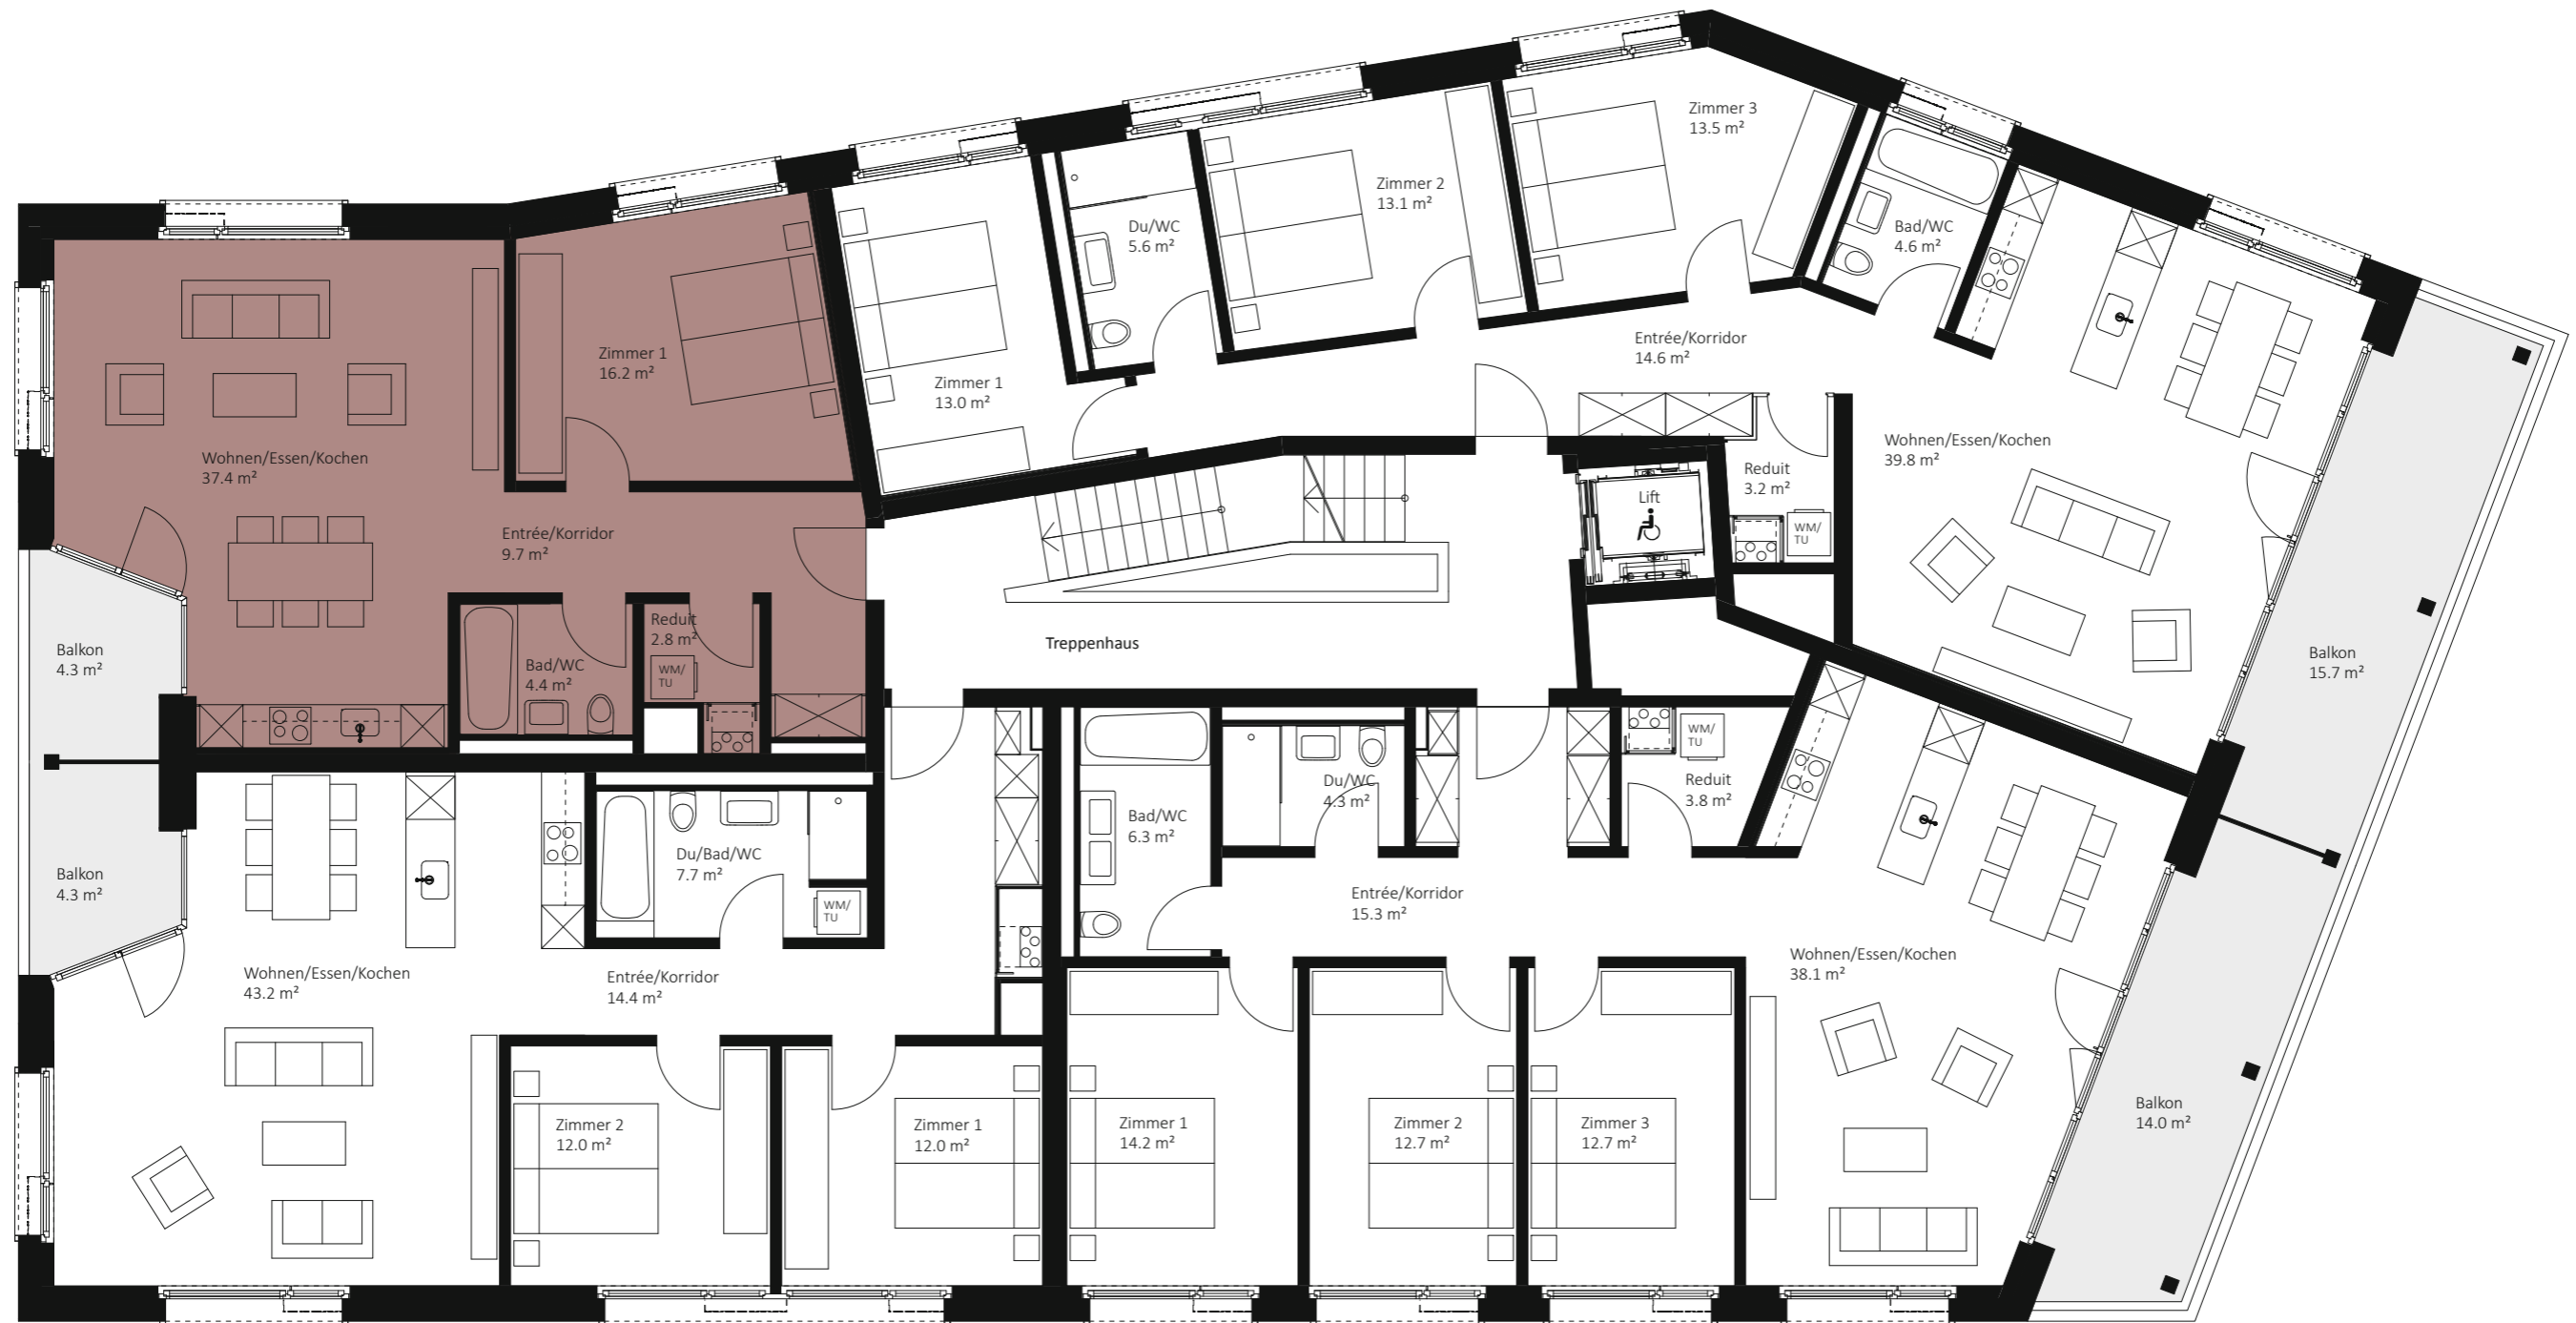 Wohnen/Essen/Kochen
37.4 m²
Zimmer 1
16.2 m²
Entrée/Korridor
9.7 m²
Bad/WC
4.4 m²
Reduit
2.8 m²
WM/
TU
Balkon
4.3 m²
Zimmer 1
13.0 m²
Du/WC
5.6 m²
Zimmer 2
13.1 m²
Zimmer 3
13.5 m²
Bad/WC
4.6 m²
Entrée/Korridor
14.6 m²
Reduit
3.2 m²
WM/
TU
Wohnen/Essen/Kochen
39.8 m²
Balkon
15.7 m²
Lift
Treppenhaus
Balkon
4.3 m²
Wohnen/Essen/Kochen
43.2 m²
Du/Bad/WC
7.7 m²
WM/
TU
Entrée/Korridor
14.4 m²
Zimmer 2
12.0 m²
Zimmer 1
12.0 m²
Bad/WC
6.3 m²
Du/WC
4.3 m²
Reduit
3.8 m²
WM/
TU
Entrée/Korridor
15.3 m²
Zimmer 1
14.2 m²
Zimmer 2
12.7 m²
Zimmer 3
12.7 m²
Wohnen/Essen/Kochen
38.1 m²
Balkon
14.0 m²